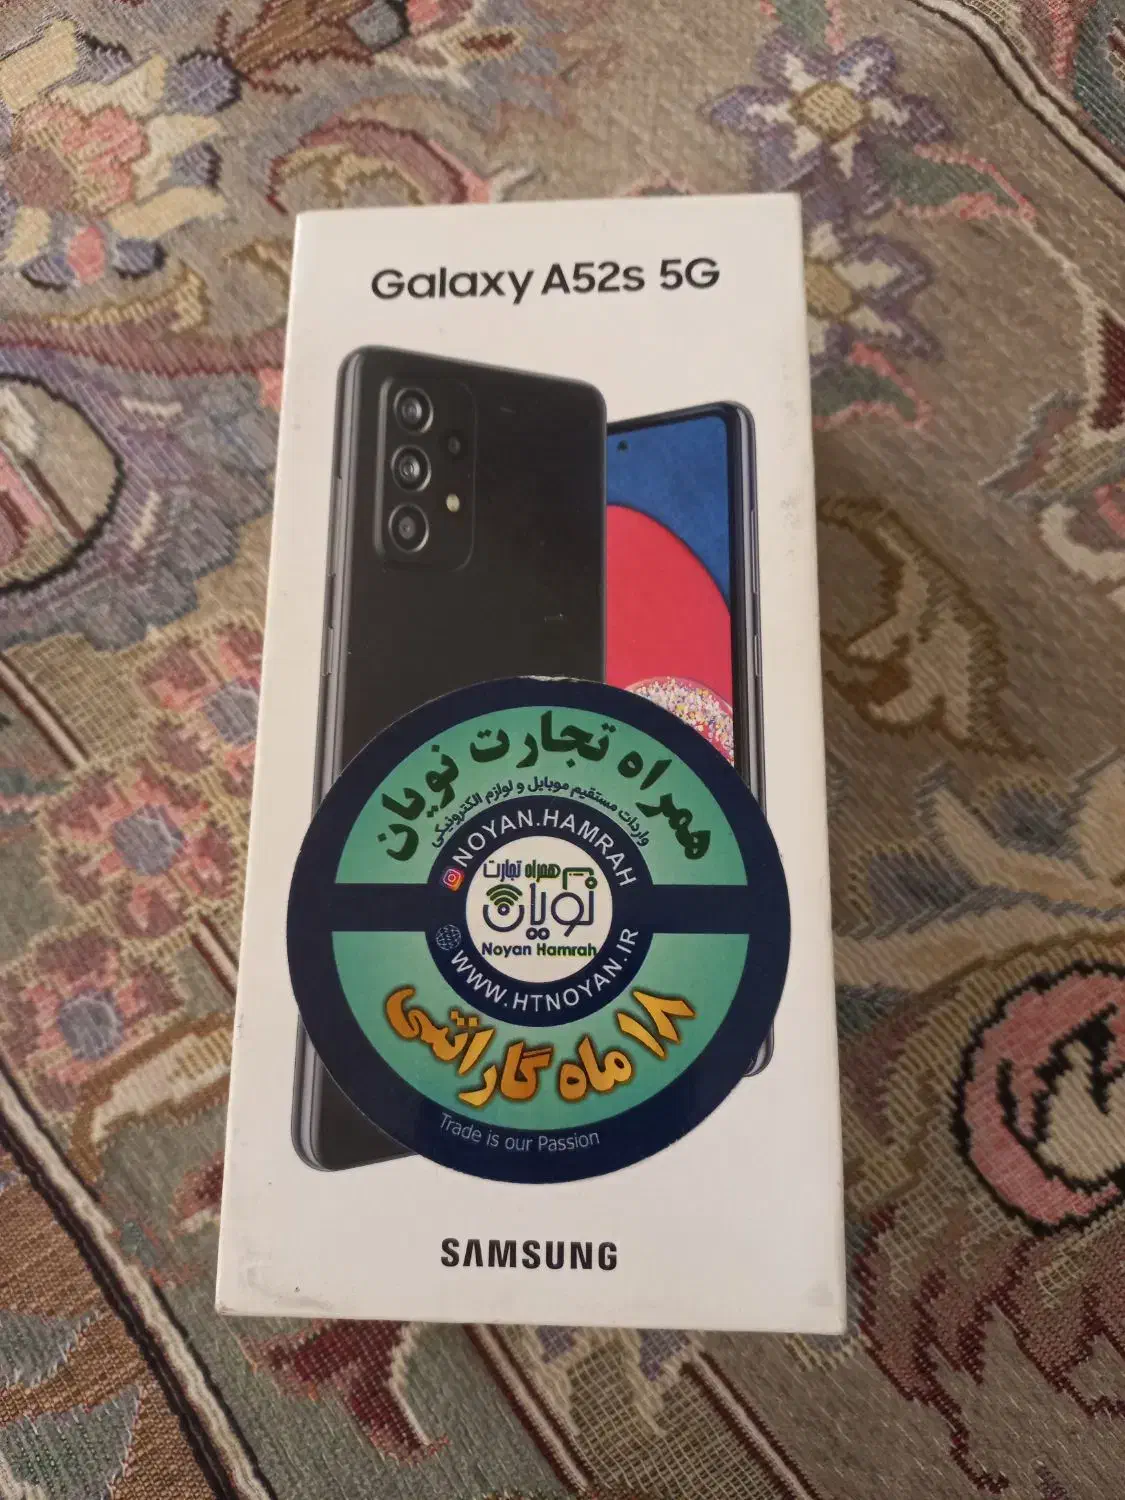 Galaxy A52s 5G
همراه تجارت نویان
واردات مستقیم موبایل و لوازم الکترونیکی
NOYAN.HAMRAH
همراه تجارت
نویان
Noyan Hamrah
WWW.HTNOYAN.IR
۱۸ ماه گارانتی
Trade is our Passion
SAMSUNG